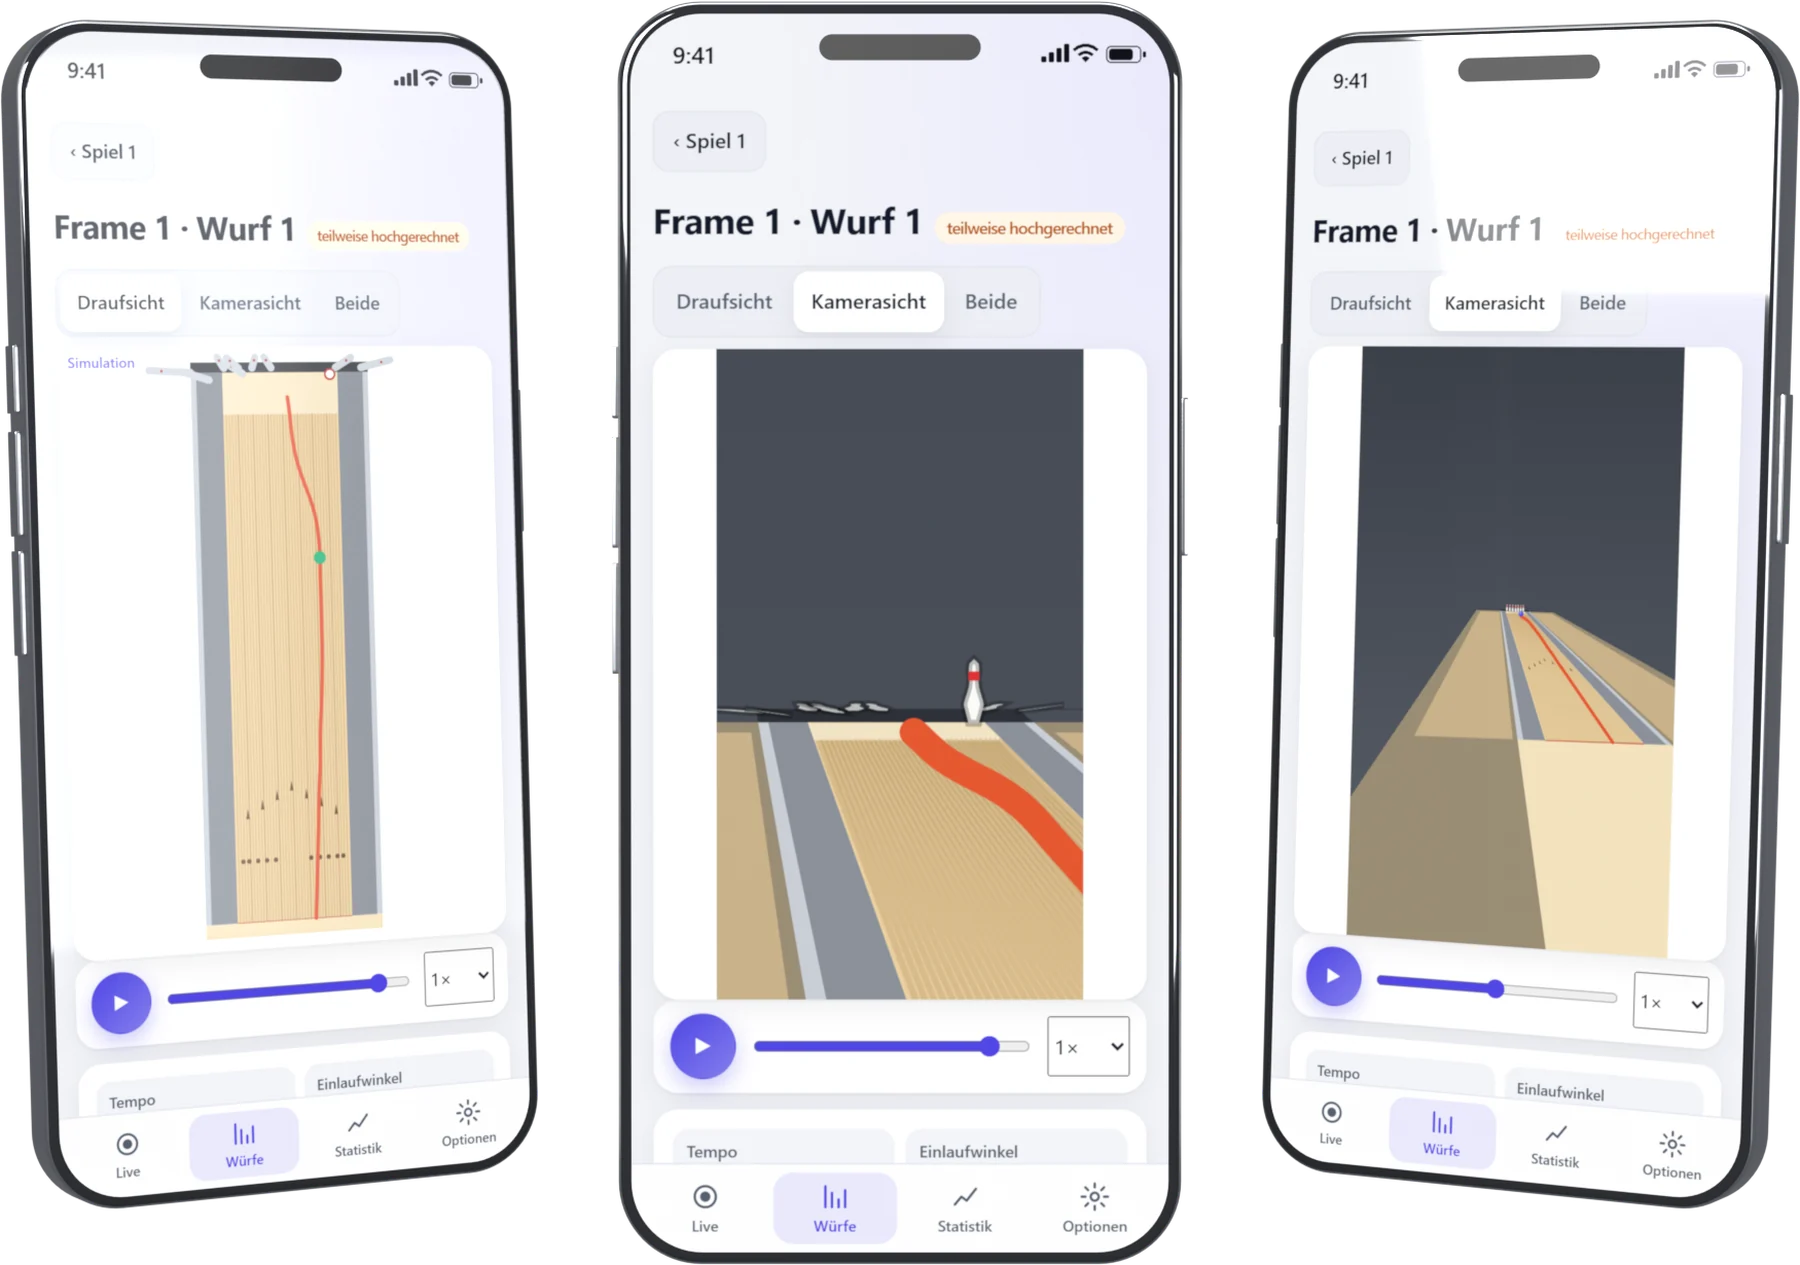 9:41
‹ Spiel 1
Frame 1 · Wurf 1 teilweise hochgerechnet
Draufsicht Kamerasicht Beide
Simulation
1×
Tempo Einlaufwinkel
Live Würfe Statistik Optionen
9:41
‹ Spiel 1
Frame 1 · Wurf 1 teilweise hochgerechnet
Draufsicht Kamerasicht Beide
1×
Tempo Einlaufwinkel
Live Würfe Statistik Optionen
9:41
‹ Spiel 1
Frame 1 · Wurf 1 teilweise hochgerechnet
Draufsicht Kamerasicht Beide
1×
Tempo Einlaufwinkel
Live Würfe Statistik Optionen